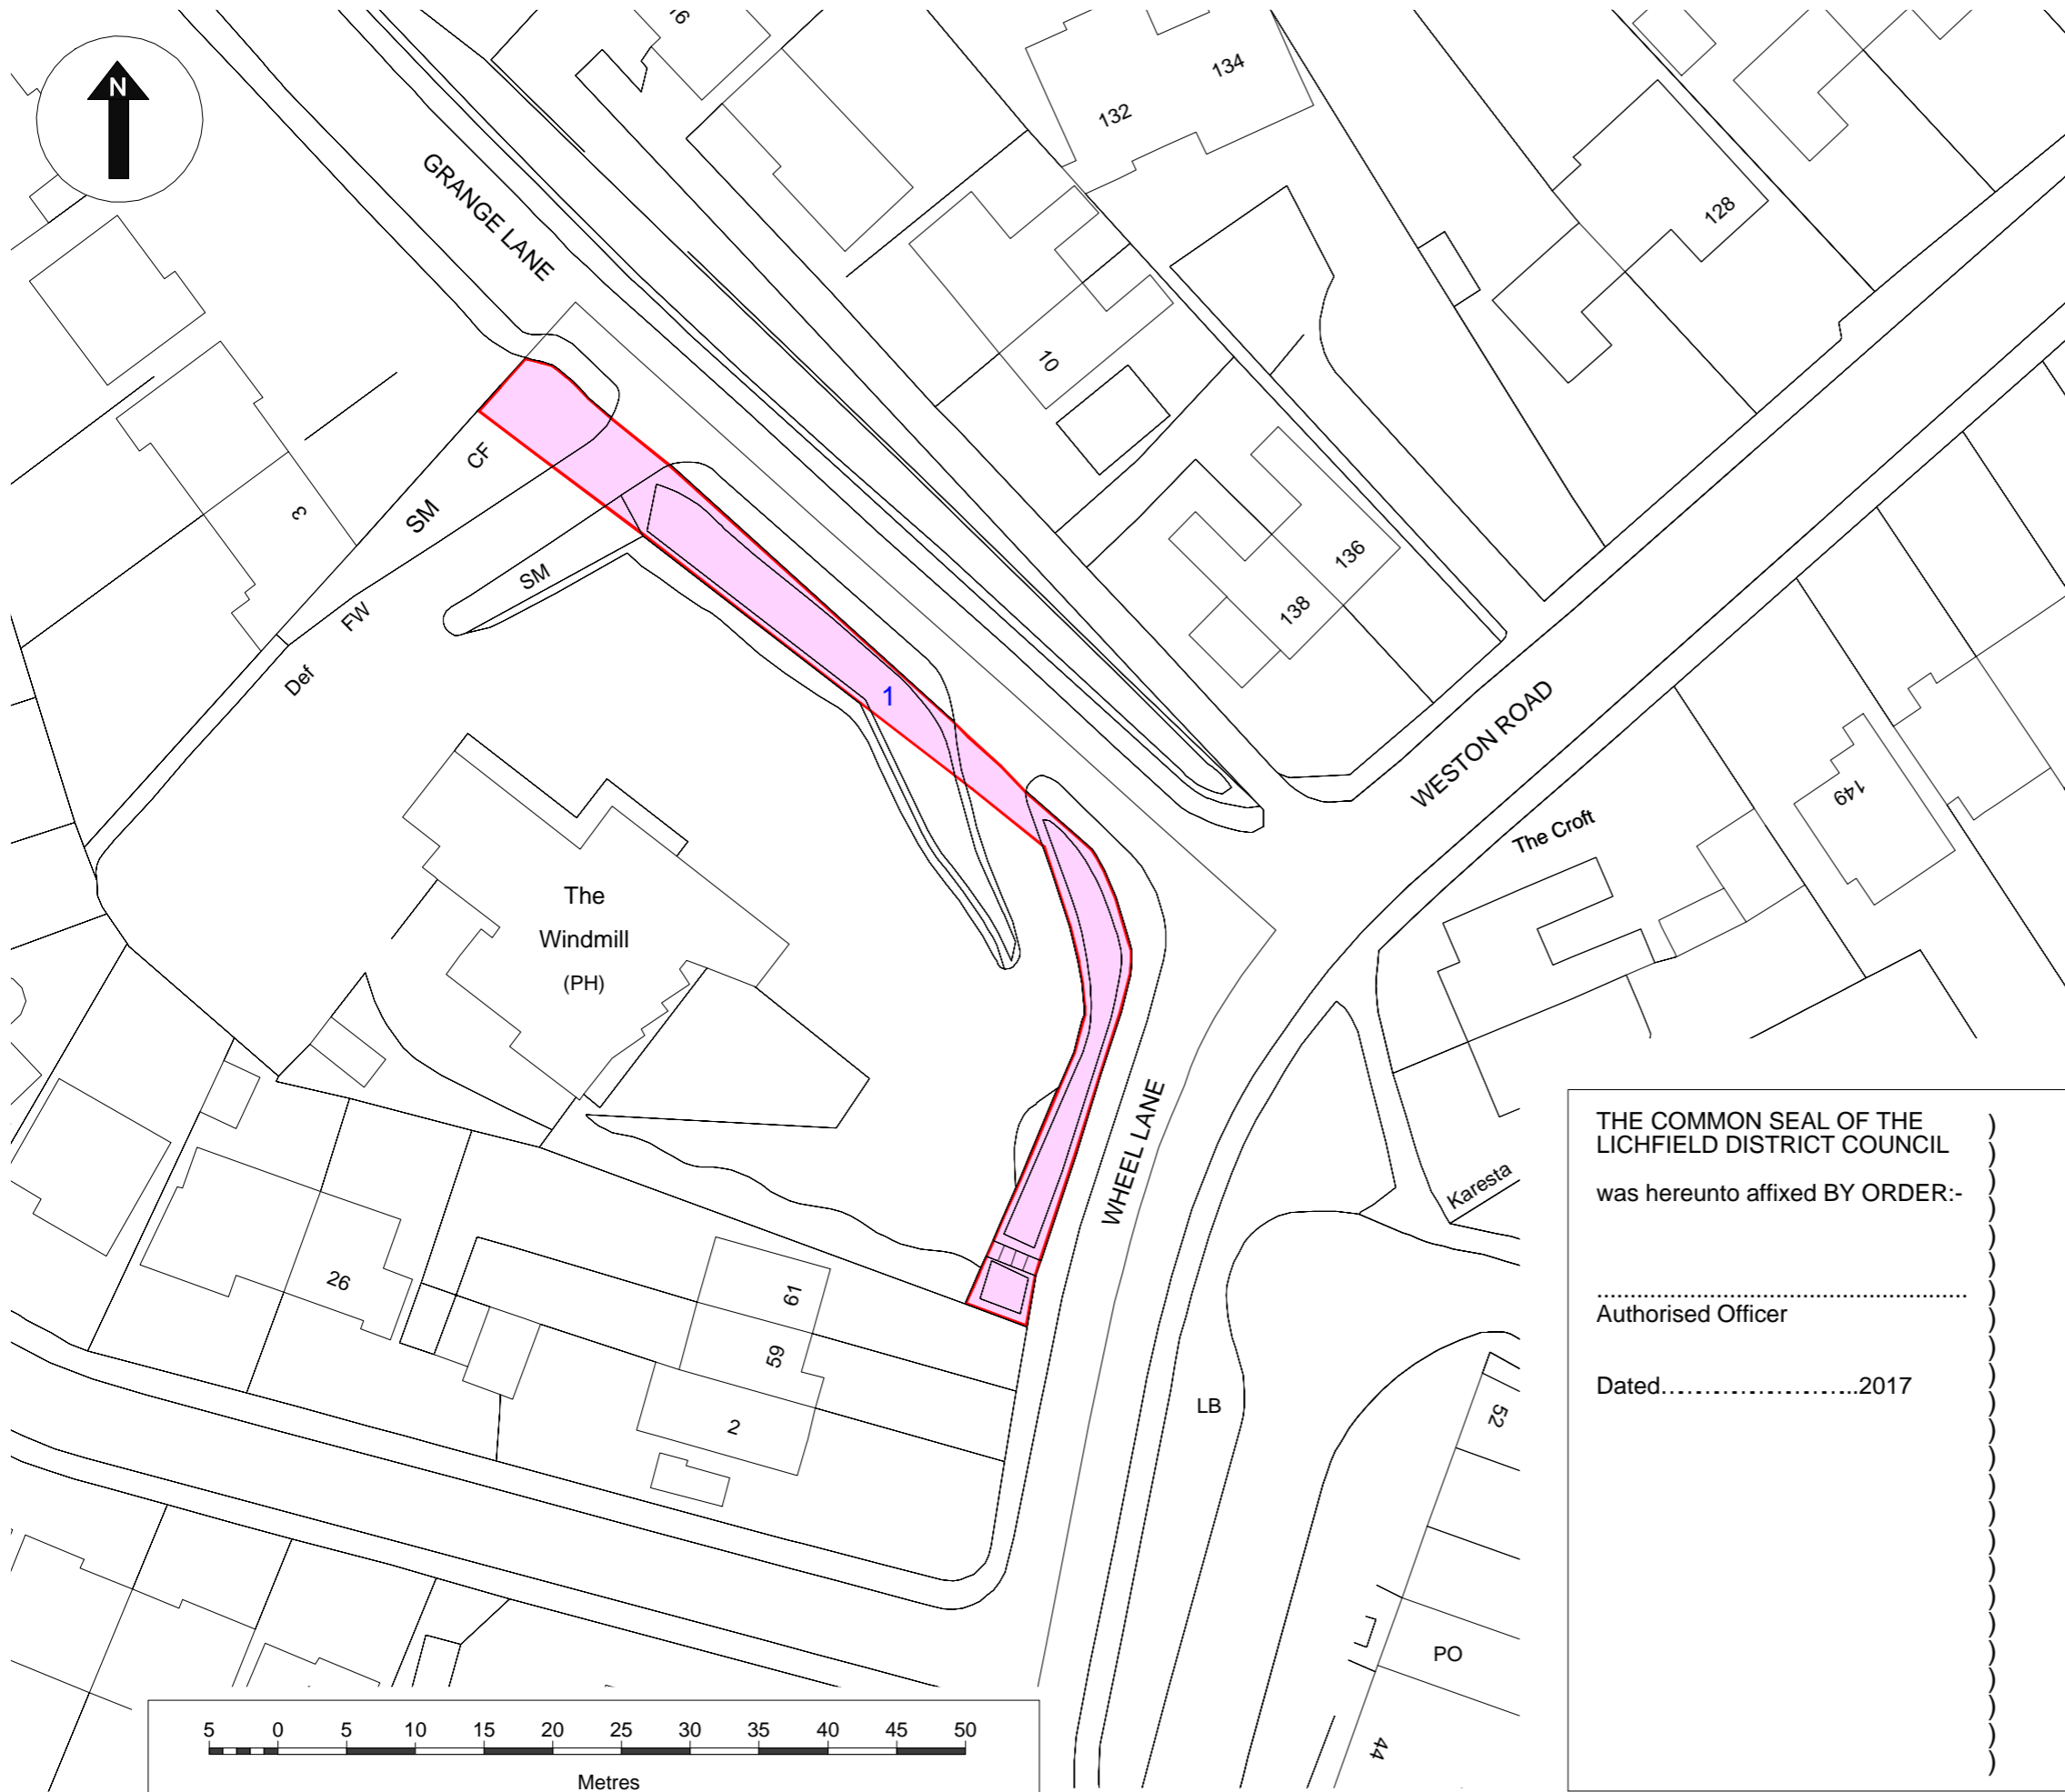 16
N
134
132
128
GRANGE LANE
10
CF
SM
3
136
138
SM
FW
Def
1
WESTON ROAD
149
The Croft
The
Windmill
(PH)
WHEEL LANE
Karesta
26
61
59
2
LB
52
PO
44
THE COMMON SEAL OF THE )
LICHFIELD DISTRICT COUNCIL )
was hereunto affixed BY ORDER:- )
.................................................... )
Authorised Officer )
Dated……………………..2017 )
5 0 5 10 15 20 25 30 35 40 45 50
Metres